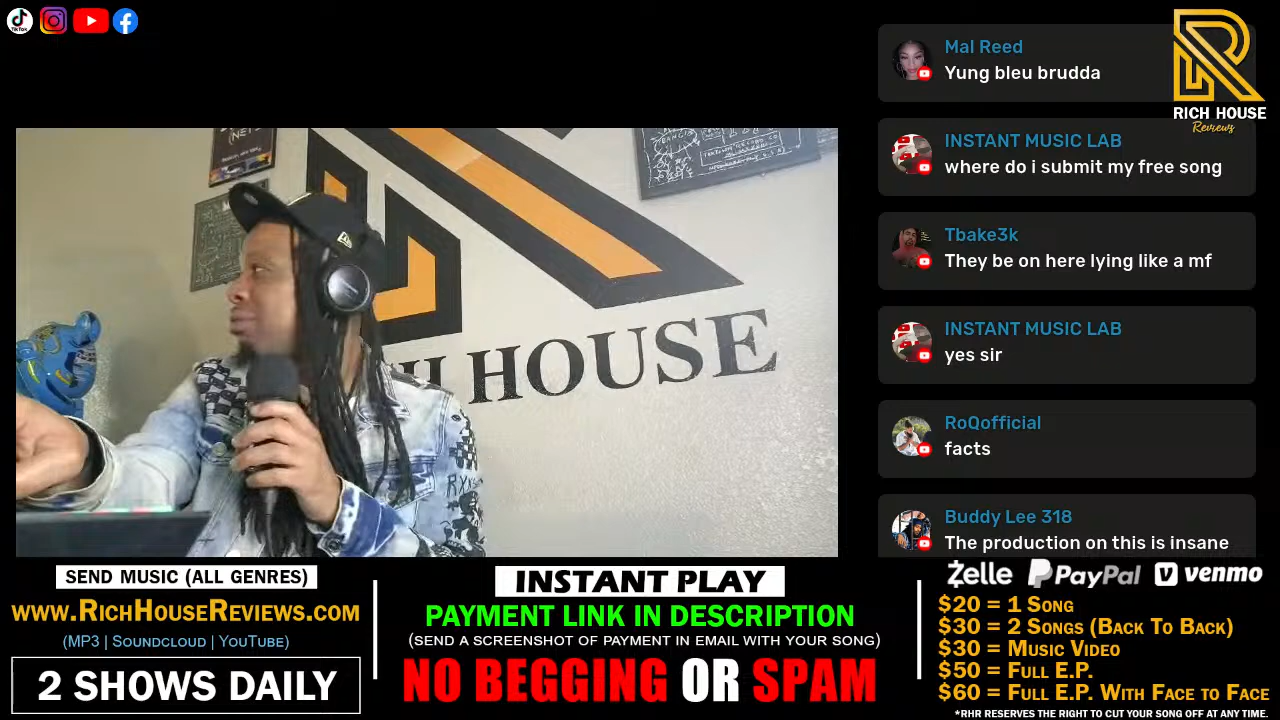 Mal Reed
Yung bleu brudda
RICH HOUSE
Reviews
INSTANT MUSIC LAB
where do i submit my free song
Tbake3k
They be on here lying like a mf
INSTANT MUSIC LAB
yes sir
RoQofficial
facts
Buddy Lee 318
The production on this is insane
HOUSE
SEND MUSIC (ALL GENRES)
www.RichHouseReviews.com
(MP3 | Soundcloud | YouTube)
2 SHOWS DAILY
INSTANT PLAY
PAYMENT LINK IN DESCRIPTION
(SEND A SCREENSHOT OF PAYMENT IN EMAIL WITH YOUR SONG)
NO BEGGING OR SPAM
Zelle PayPal venmo
$20 = 1 Song
$30 = 2 Songs (Back To Back)
$30 = Music Video
$50 = Full E.P.
$60 = Full E.P. With Face to Face
*RHR RESERVES THE RIGHT TO CUT YOUR SONG OFF AT ANY TIME.